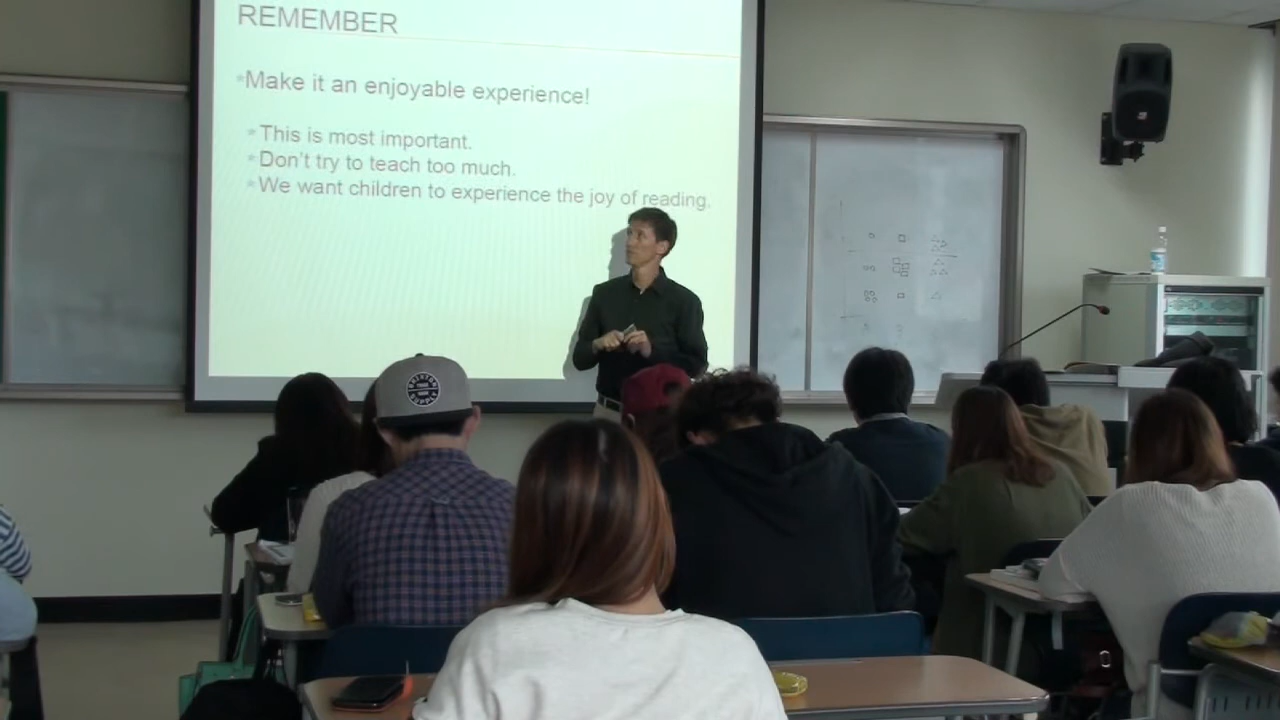 REMEMBER
*Make it an enjoyable experience!
*This is most important.
*Don't try to teach too much.
*We want children to experience the joy of reading.